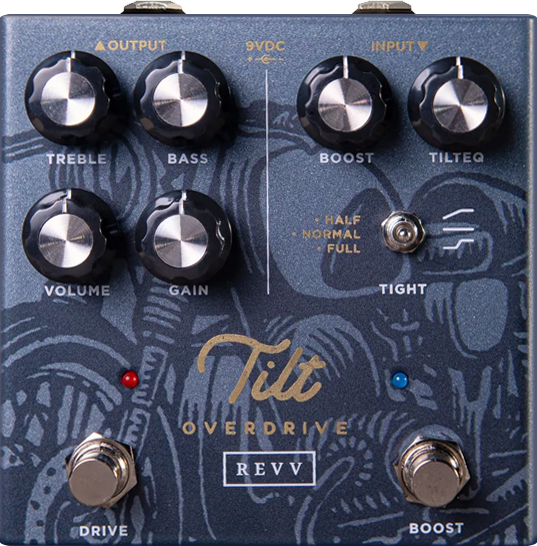 ▲OUTPUT
9VDC
INPUT▼
TREBLE
BASS
BOOST
TILTEQ
• HALF
• NORMAL
• FULL
VOLUME
GAIN
TIGHT
Tilt
OVERDRIVE
REVV
DRIVE
BOOST